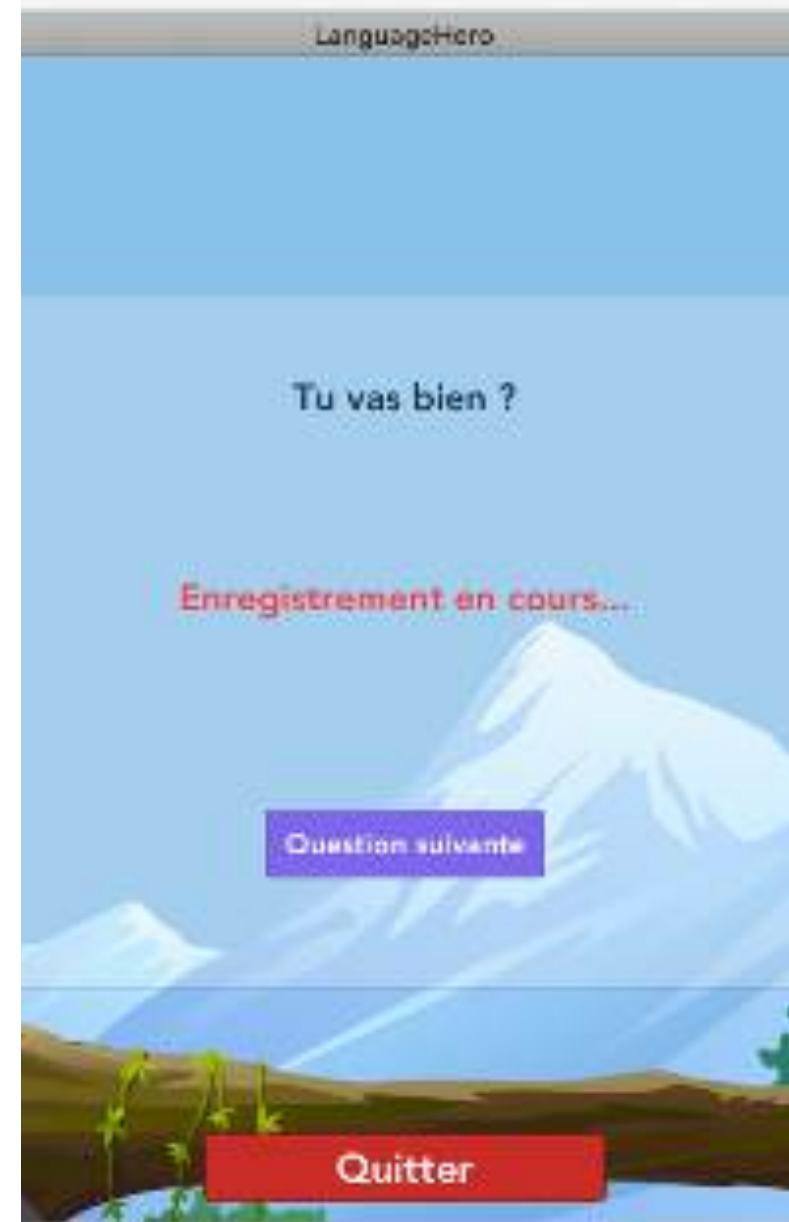 LanguageHero
Tu vas bien ?
Enregistrement en cours...
Question suivante
Quitter